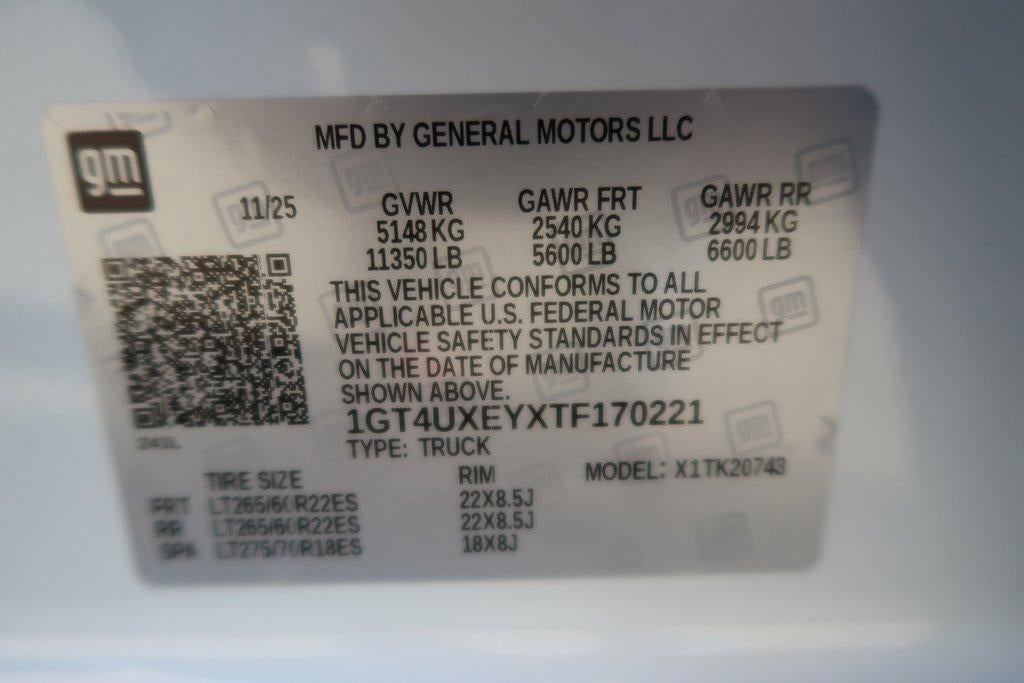 gm
MFD BY GENERAL MOTORS LLC
11/25 GVWR GAWR FRT GAWR RR
5148 KG 2540 KG 2994 KG
11350 LB 5600 LB 6600 LB
THIS VEHICLE CONFORMS TO ALL
APPLICABLE U.S. FEDERAL MOTOR
VEHICLE SAFETY STANDARDS IN EFFECT
ON THE DATE OF MANUFACTURE
SHOWN ABOVE.
1GT4UXEYXTF170221
241L
TYPE: TRUCK
TIRE SIZE RIM MODEL: X1TK20743
FRT LT265/60R22ES 22X8.5J
RR LT265/60R22ES 22X8.5J
SPA LT275/70R18ES 18X8J